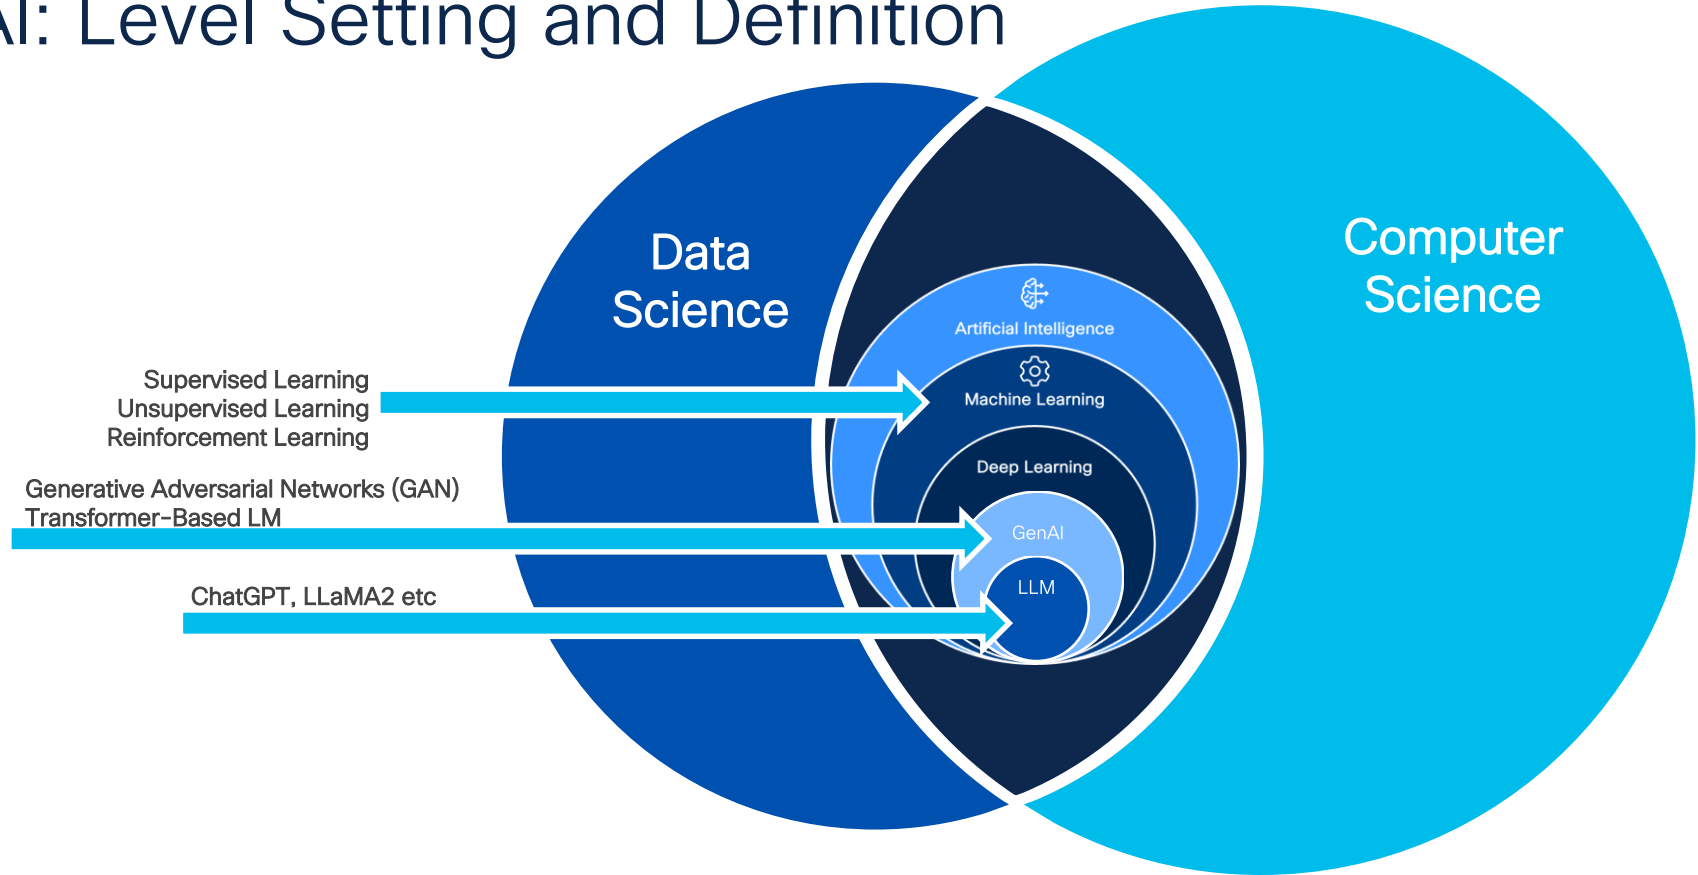 AI: Level Setting and Definition
Data
Science
Computer
Science
Artificial Intelligence
Machine Learning
Deep Learning
GenAI
LLM
Supervised Learning
Unsupervised Learning
Reinforcement Learning
Generative Adversarial Networks (GAN)
Transformer-Based LM
ChatGPT, LLaMA2 etc